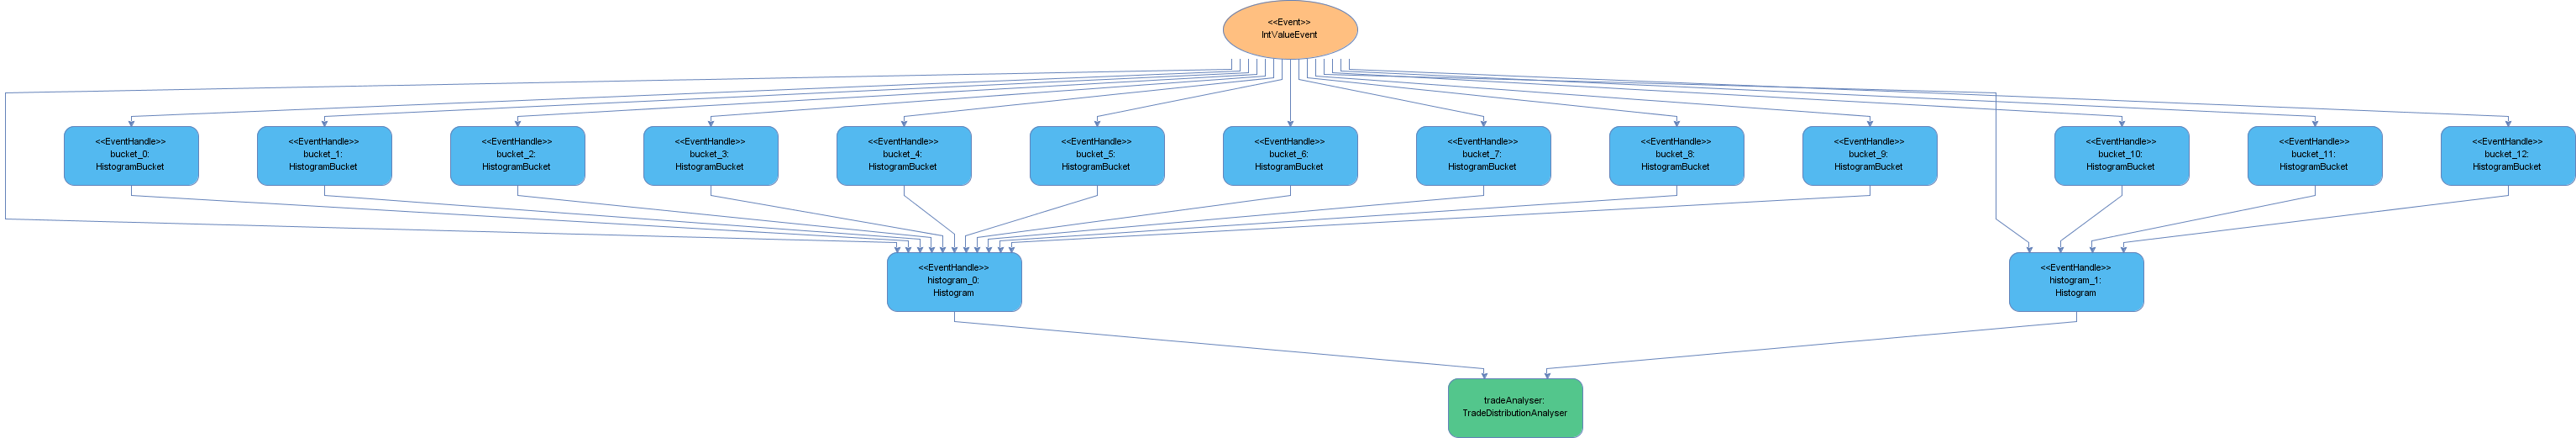 <<Event>>
IntValueEvent
<<EventHandle>>
bucket_0:
HistogramBucket
<<EventHandle>>
bucket_1:
HistogramBucket
<<EventHandle>>
bucket_2:
HistogramBucket
<<EventHandle>>
bucket_3:
HistogramBucket
<<EventHandle>>
bucket_4:
HistogramBucket
<<EventHandle>>
bucket_5:
HistogramBucket
<<EventHandle>>
bucket_6:
HistogramBucket
<<EventHandle>>
bucket_7:
HistogramBucket
<<EventHandle>>
bucket_8:
HistogramBucket
<<EventHandle>>
bucket_9:
HistogramBucket
<<EventHandle>>
bucket_10:
HistogramBucket
<<EventHandle>>
bucket_11:
HistogramBucket
<<EventHandle>>
bucket_12:
HistogramBucket
<<EventHandle>>
histogram_0:
Histogram
<<EventHandle>>
histogram_1:
Histogram
tradeAnalyser:
TradeDistributionAnalyser